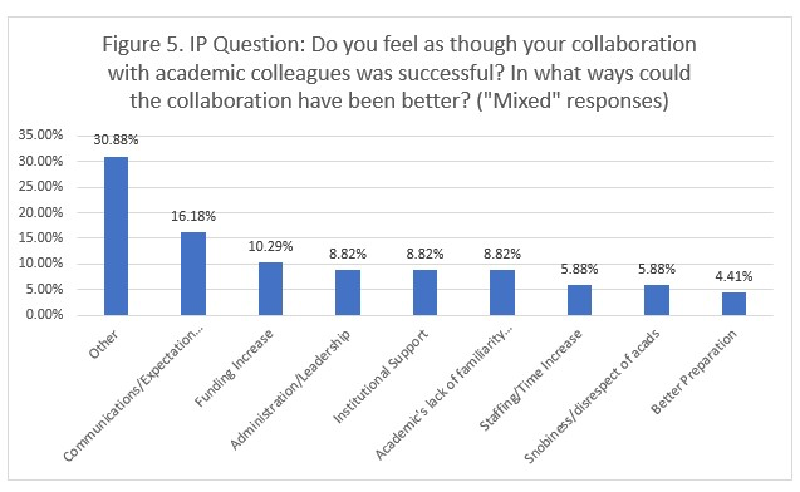 Figure 5. IP Question: Do you feel as though your collaboration
with academic colleagues was successful? In what ways could
the collaboration have been better? ("Mixed" responses)
35.00%
30.00%
25.00%
20.00%
15.00%
10.00%
5.00%
0.00%
30.88%
16.18%
10.29%
8.82%
8.82%
8.82%
5.88%
5.88%
4.41%
Other
Communications/Expectation...
Funding Increase
Administration/Leadership
Institutional Support
Academic's lack of familiarity...
Staffing/Time Increase
Snobiness/disrespect of acads
Better Preparation